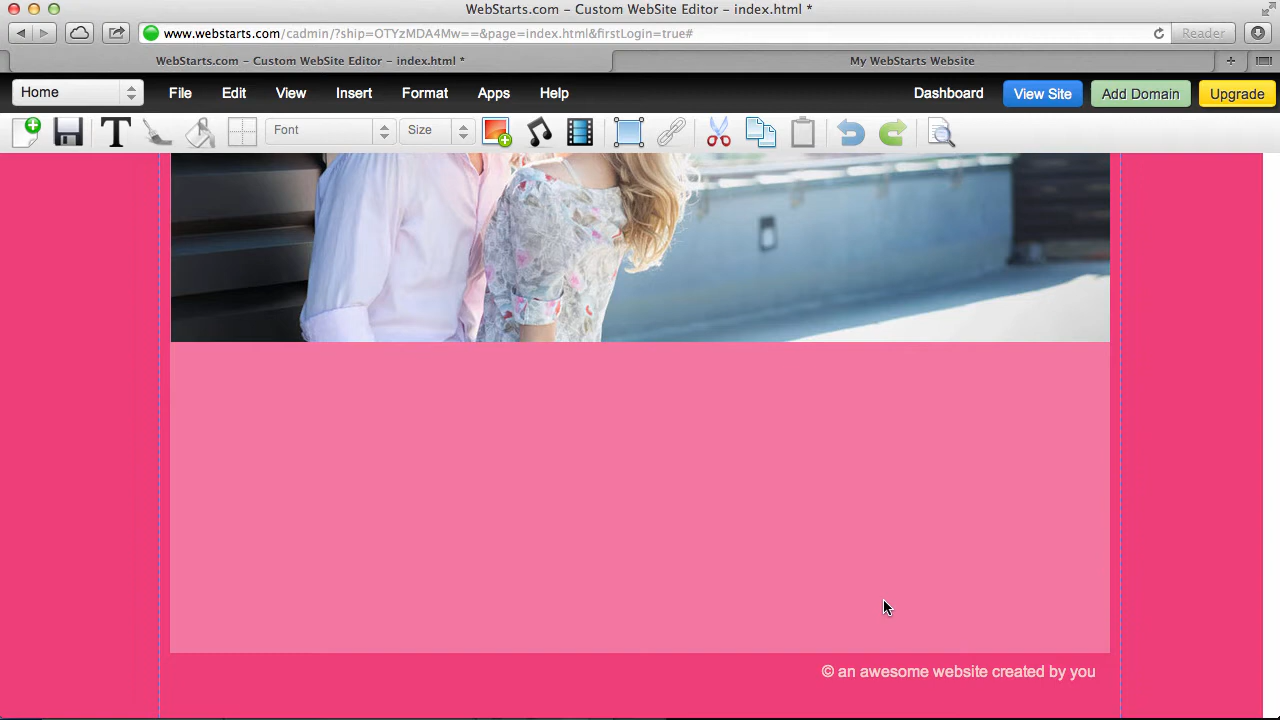 WebStarts.com – Custom WebSite Editor – index.html *
www.webstarts.com/cadmin/?ship=OTYzMDA4Mw==&page=index.html&firstLogin=true#
Reader
WebStarts.com – Custom WebSite Editor – index.html *
My WebStarts Website
Home
File
Edit
View
Insert
Format
Apps
Help
Dashboard
View Site
Add Domain
Upgrade
T
Font
Size
© an awesome website created by you